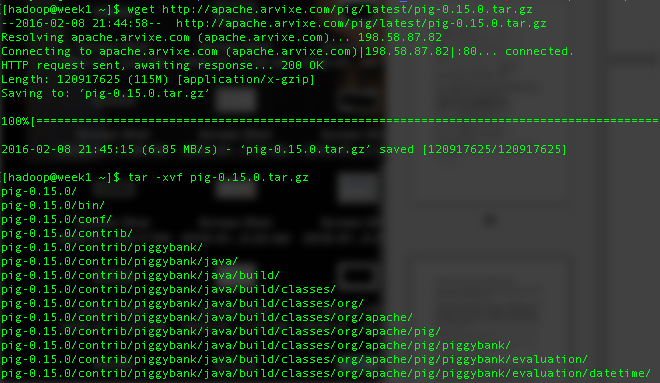 [hadoop@week1 ~]$ wget http://apache.arvixe.com/pig/latest/pig-0.15.0.tar.gz
--2016-02-08 21:44:58--  http://apache.arvixe.com/pig/latest/pig-0.15.0.tar.gz
Resolving apache.arvixe.com (apache.arvixe.com)... 198.58.87.82
Connecting to apache.arvixe.com (apache.arvixe.com)|198.58.87.82|:80... connected.
HTTP request sent, awaiting response... 200 OK
Length: 120917625 (115M) [application/x-gzip]
Saving to: ‘pig-0.15.0.tar.gz’
100%[===============================================================================
2016-02-08 21:45:15 (6.85 MB/s) - ‘pig-0.15.0.tar.gz’ saved [120917625/120917625]
[hadoop@week1 ~]$ tar -xvf pig-0.15.0.tar.gz
pig-0.15.0/
pig-0.15.0/bin/
pig-0.15.0/conf/
pig-0.15.0/contrib/
pig-0.15.0/contrib/piggybank/
pig-0.15.0/contrib/piggybank/java/
pig-0.15.0/contrib/piggybank/java/build/
pig-0.15.0/contrib/piggybank/java/build/classes/
pig-0.15.0/contrib/piggybank/java/build/classes/org/
pig-0.15.0/contrib/piggybank/java/build/classes/org/apache/
pig-0.15.0/contrib/piggybank/java/build/classes/org/apache/pig/
pig-0.15.0/contrib/piggybank/java/build/classes/org/apache/pig/piggybank/
pig-0.15.0/contrib/piggybank/java/build/classes/org/apache/pig/piggybank/evaluation/
pig-0.15.0/contrib/piggybank/java/build/classes/org/apache/pig/piggybank/evaluation/datetime/